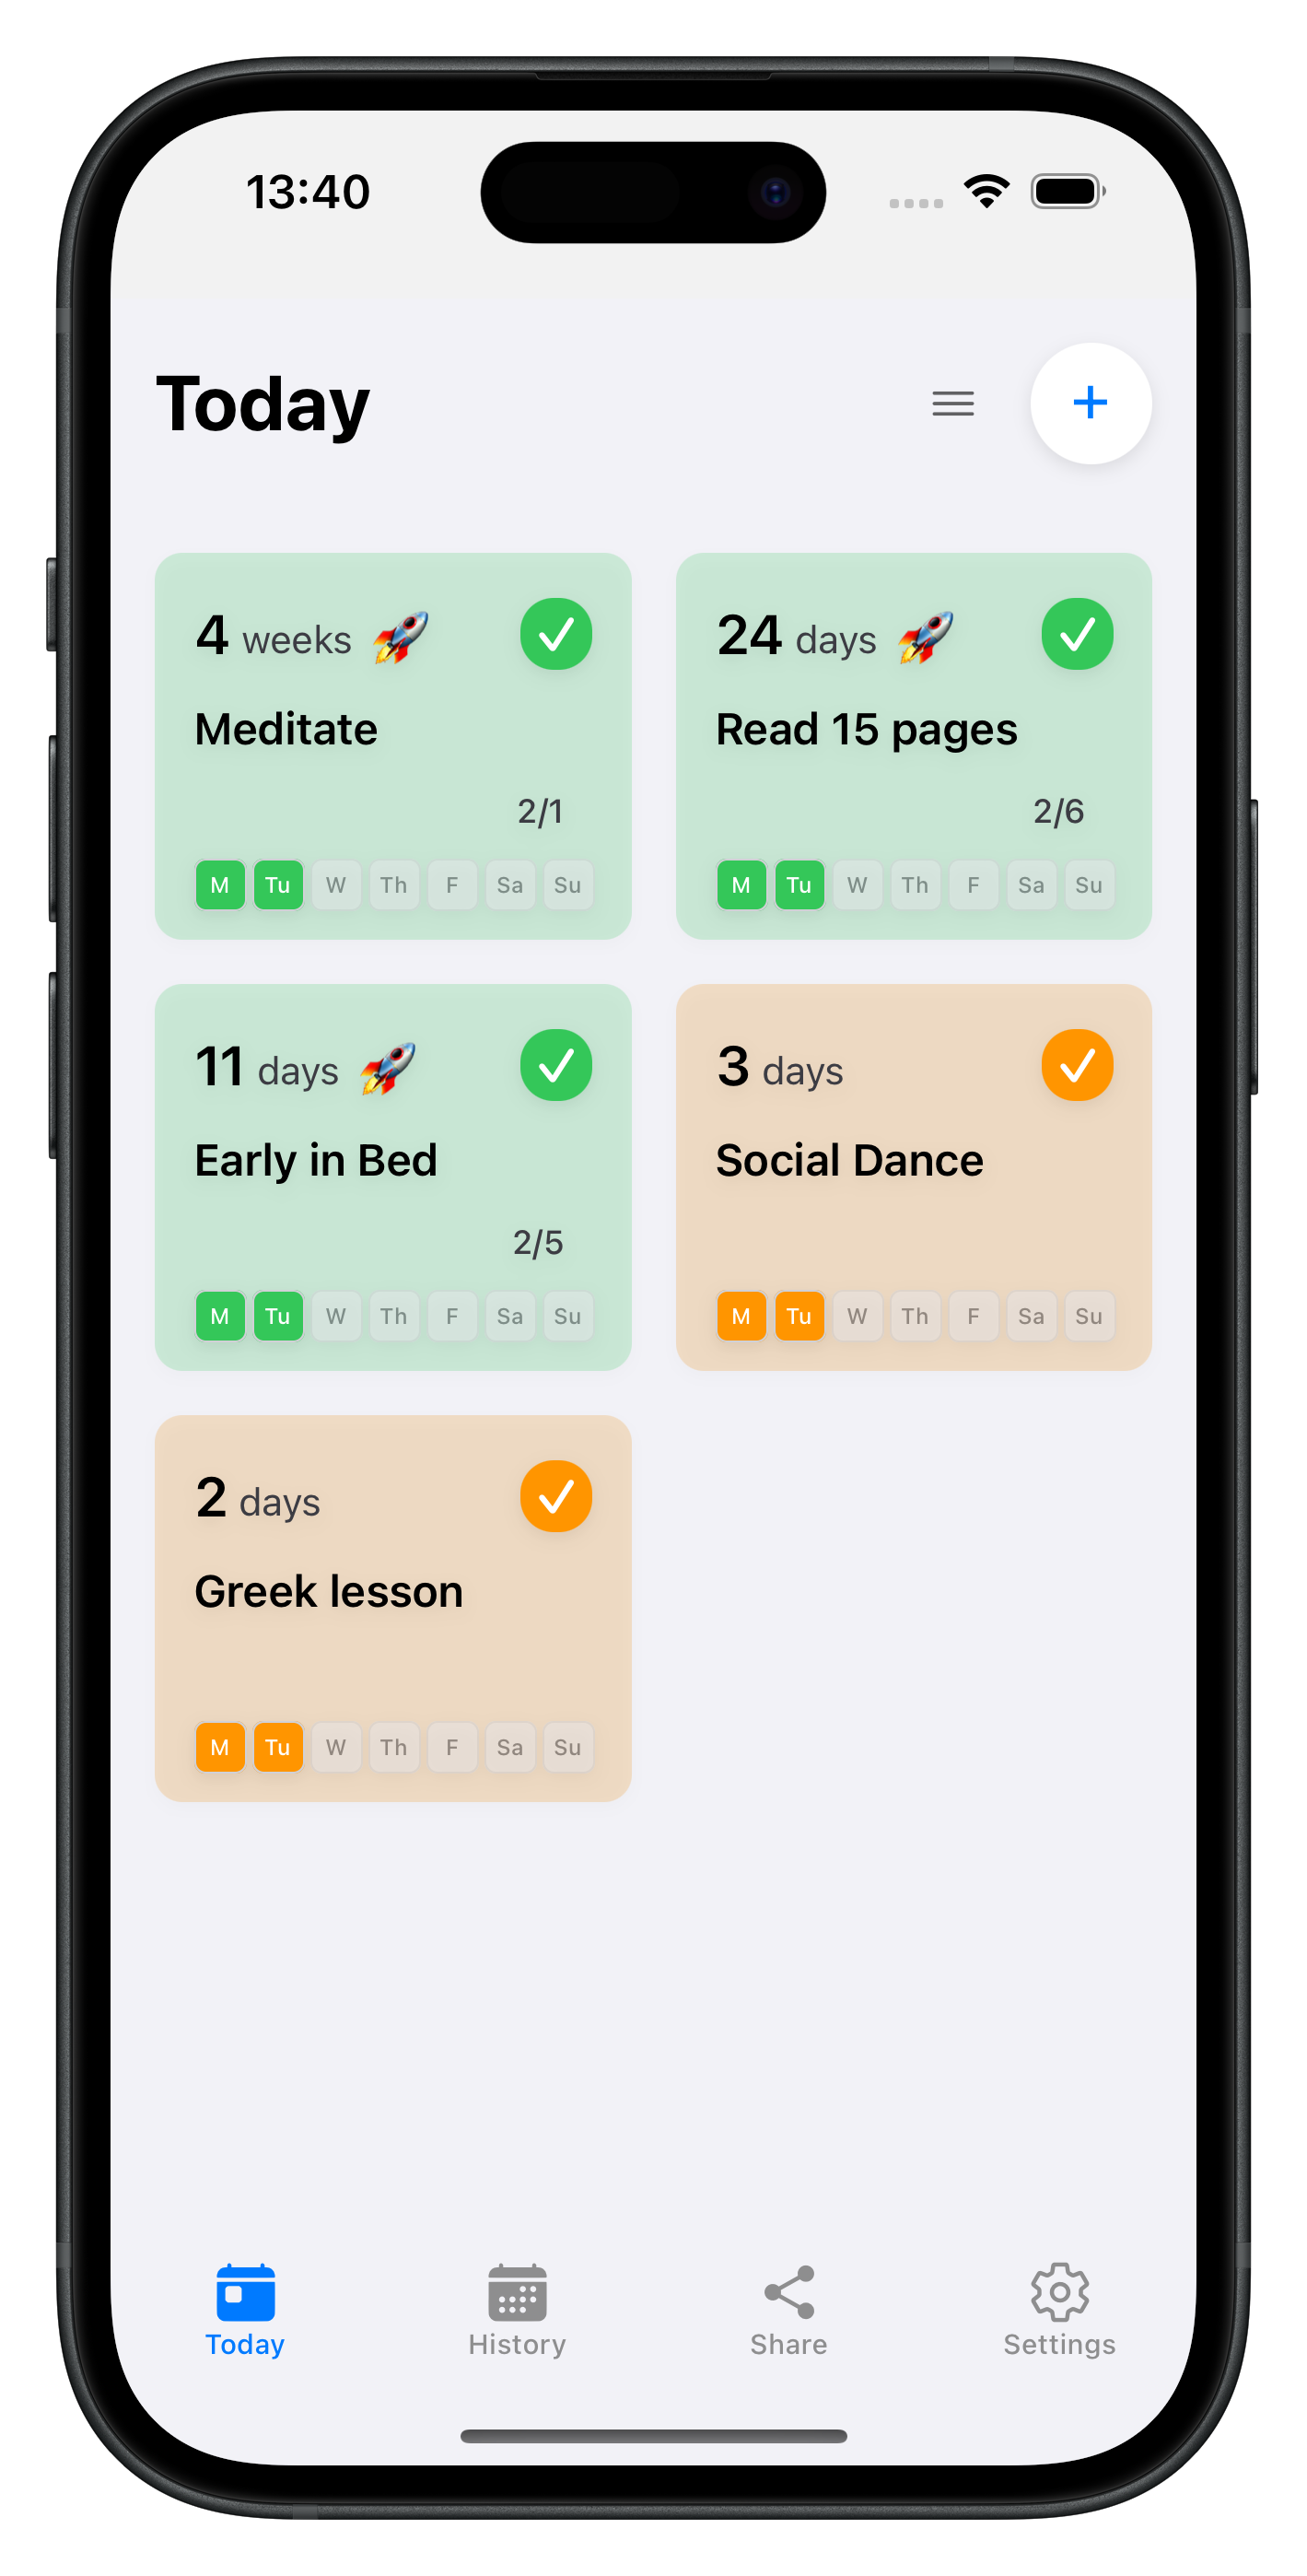 13:40
Today
+
4 weeks 🚀
Meditate
2/1
M Tu W Th F Sa Su
24 days 🚀
Read 15 pages
2/6
M Tu W Th F Sa Su
11 days 🚀
Early in Bed
2/5
M Tu W Th F Sa Su
3 days
Social Dance
M Tu W Th F Sa Su
2 days
Greek lesson
M Tu W Th F Sa Su
Today History Share Settings